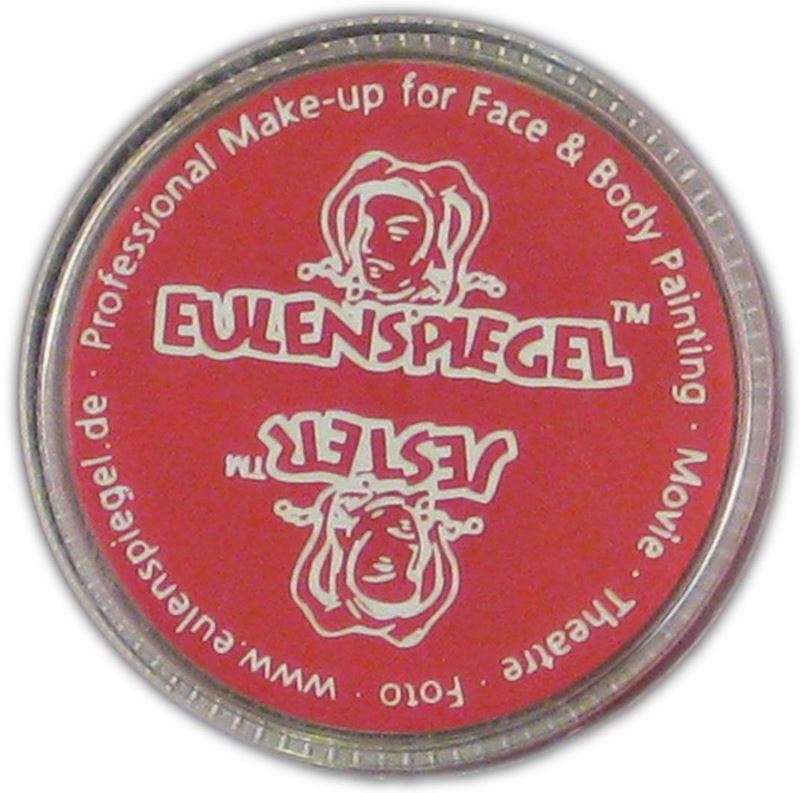 Professional Make-up for Face & Body Painting · Movie · Theatre · Foto · www.eulenspiegel.de ·
EULENSPIEGEL™
JESTER™